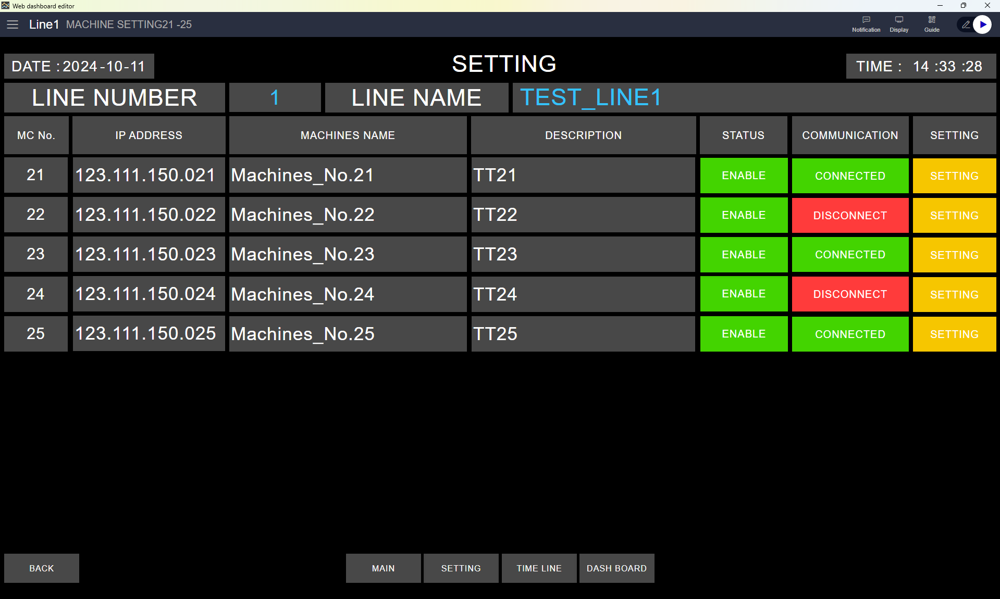 Web dashboard editor
Line1 MACHINE SETTING21 -25
Notification Display Guide
DATE :2024-10-11 SETTING TIME : 14 :33 :28
LINE NUMBER 1 LINE NAME TEST_LINE1
MC No. IP ADDRESS MACHINES NAME DESCRIPTION STATUS COMMUNICATION SETTING
21 123.111.150.021 Machines_No.21 TT21 ENABLE CONNECTED SETTING
22 123.111.150.022 Machines_No.22 TT22 ENABLE DISCONNECT SETTING
23 123.111.150.023 Machines_No.23 TT23 ENABLE CONNECTED SETTING
24 123.111.150.024 Machines_No.24 TT24 ENABLE DISCONNECT SETTING
25 123.111.150.025 Machines_No.25 TT25 ENABLE CONNECTED SETTING
BACK MAIN SETTING TIME LINE DASH BOARD